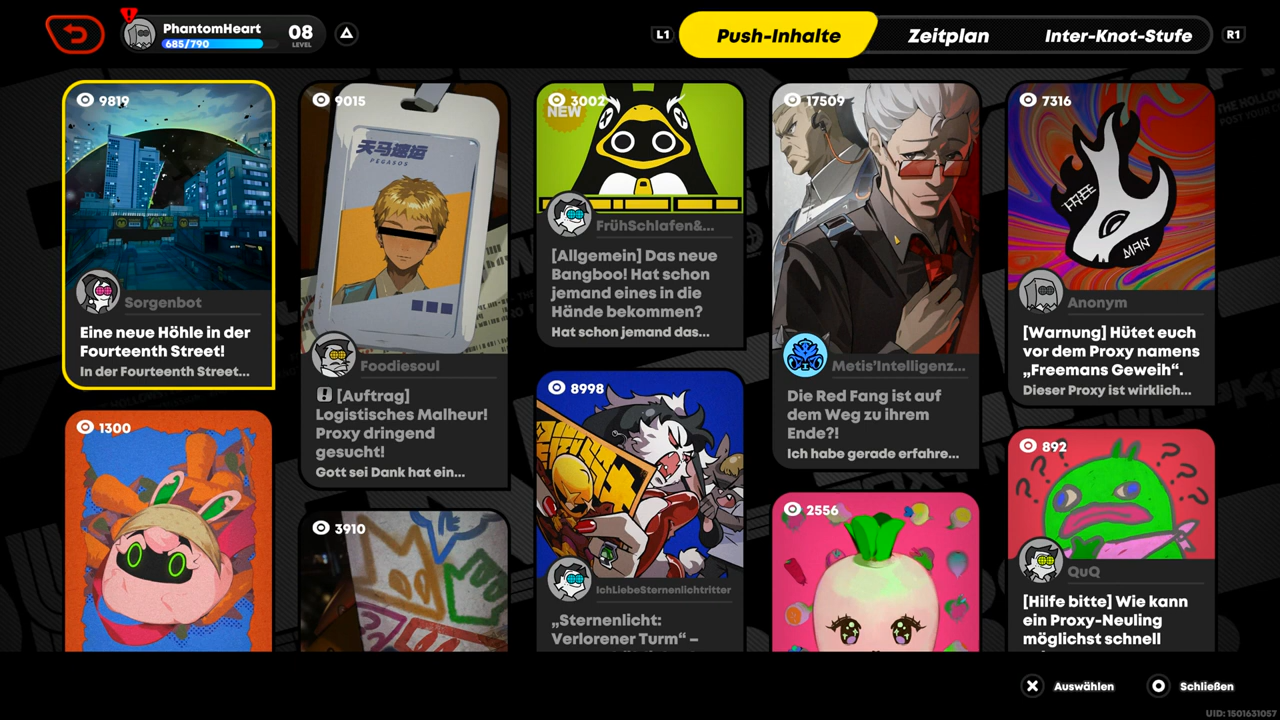 PhantomHeart
685/790
08
LEVEL
L1
Push-Inhalte
Zeitplan
Inter-Knot-Stufe
R1
9819
Sorgenbot
Eine neue Höhle in der
Fourteenth Street!
In der Fourteenth Street...
1300
9015
天马速运
PEGASOS
Foodiesoul
[Auftrag]
Logistisches Malheur!
Proxy dringend
gesucht!
Gott sei Dank hat ein...
3910
3002
NEW
FrühSchlafen&...
[Allgemein] Das neue
Bangboo! Hat schon
jemand eines in die
Hände bekommen?
Hat schon jemand das...
8998
IchLiebeSternenlichtritter
„Sternenlicht:
Verlorener Turm“ –
17509
Metis'Intelligenz...
Die Red Fang ist auf
dem Weg zu ihrem
Ende?!
Ich habe gerade erfahre...
2556
7316
FREE
MAN
Anonym
[Warnung] Hütet euch
vor dem Proxy namens
„Freemans Geweih“.
Dieser Proxy ist wirklich...
892
QuQ
[Hilfe bitte] Wie kann
ein Proxy-Neuling
möglichst schnell
Auswählen
Schließen
UID: 1501631057